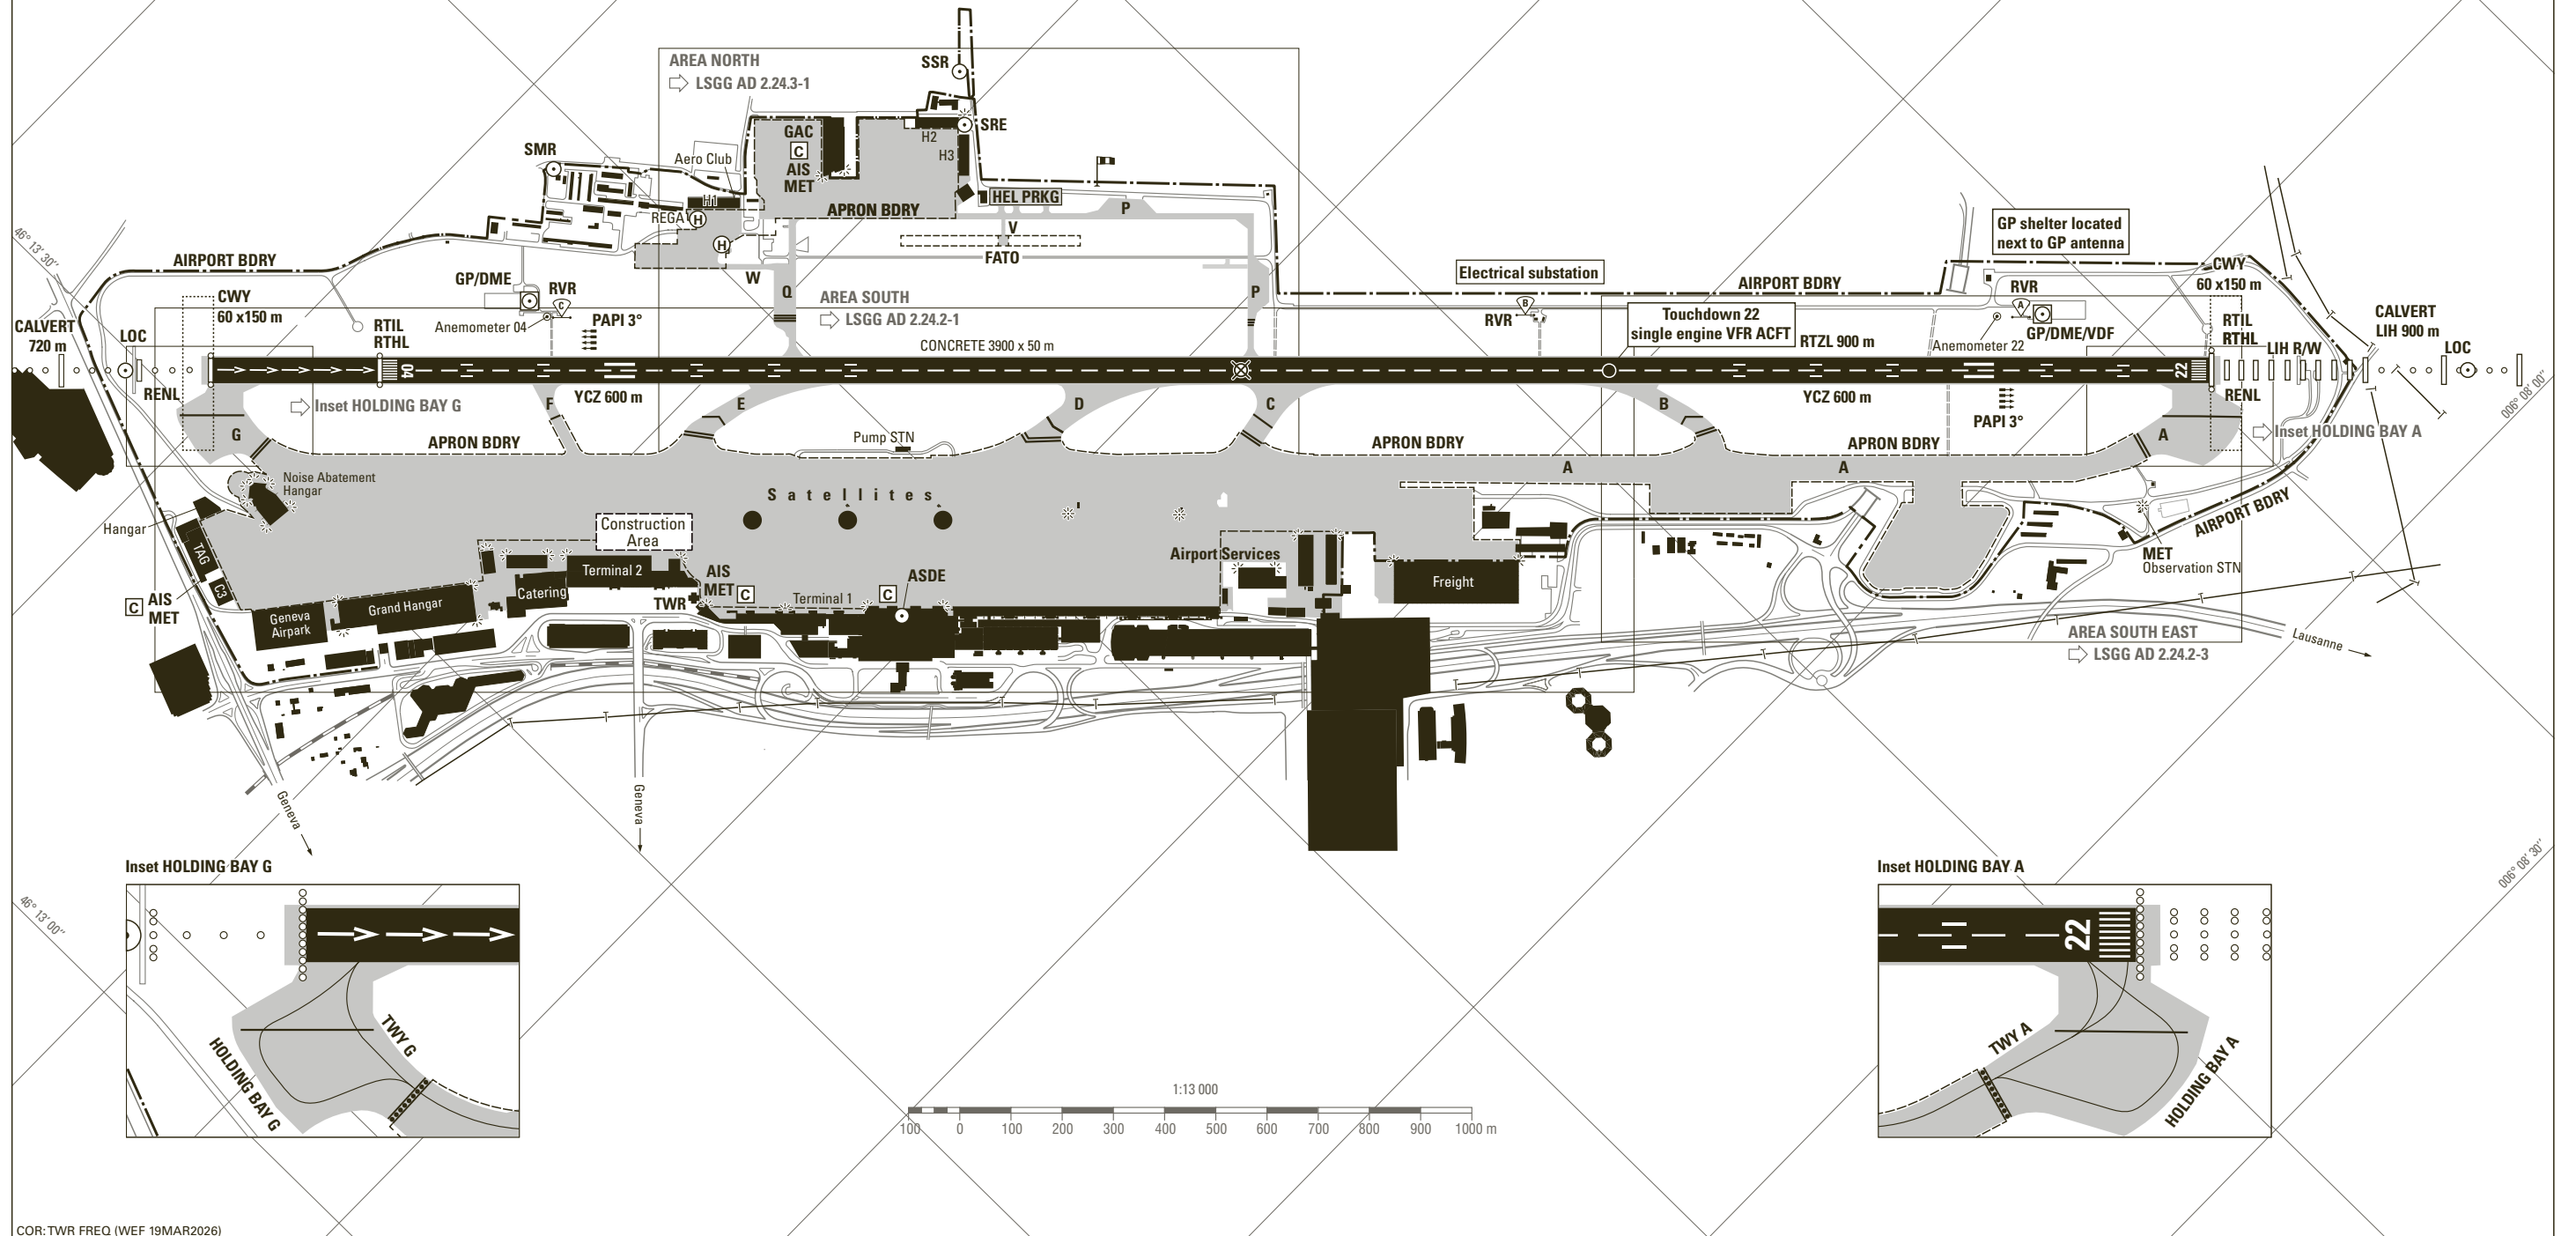 AREA NORTH
LSGG AD 2.24.3-1
SSR
SRE
H2
H3
GAC
C
AIS
MET
SMR
Aero Club
H1
REGA
H
H
HEL PRKG
APRON BDRY
P
V
FATO
W
Q
P
AREA SOUTH
LSGG AD 2.24.2-1
46° 13' 30"
AIRPORT BDRY
CWY
60 x150 m
CALVERT
720 m
LOC
RTIL
RTHL
GP/DME
RVR
C
Anemometer 04
PAPI 3°
CONCRETE 3900 x 50 m
Electrical substation
B
RVR
Touchdown 22
single engine VFR ACFT
RTZL 900 m
AIRPORT BDRY
GP shelter located
next to GP antenna
RVR
A
GP/DME/VDF
Anemometer 22
CWY
60 x150 m
RTIL
RTHL
LIH R/W
CALVERT
LIH 900 m
LOC
006° 08' 00"
04
22
RENL
Inset HOLDING BAY G
G
F
YCZ 600 m
E
D
C
B
YCZ 600 m
PAPI 3°
RENL
A
Inset HOLDING BAY A
APRON BDRY
Pump STN
APRON BDRY
APRON BDRY
A
A
Noise Abatement
Hangar
Hangar
TAG
C3
C
AIS
MET
Satellites
Construction
Area
Geneva
Airpark
Grand Hangar
Catering
Terminal 2
TWR
AIS
MET
C
Terminal 1
C
ASDE
Airport Services
Freight
AIRPORT BDRY
MET
Observation STN
AREA SOUTH EAST
LSGG AD 2.24.2-3
Lausanne
Geneva
Geneva
46° 13' 00"
006° 08' 30"
Inset HOLDING BAY G
TWY G
HOLDING BAY G
Inset HOLDING BAY A
22
TWY A
HOLDING BAY A
1:13 000
100 0 100 200 300 400 500 600 700 800 900 1000 m
COR: TWR FREQ (WEF 19MAR2026)